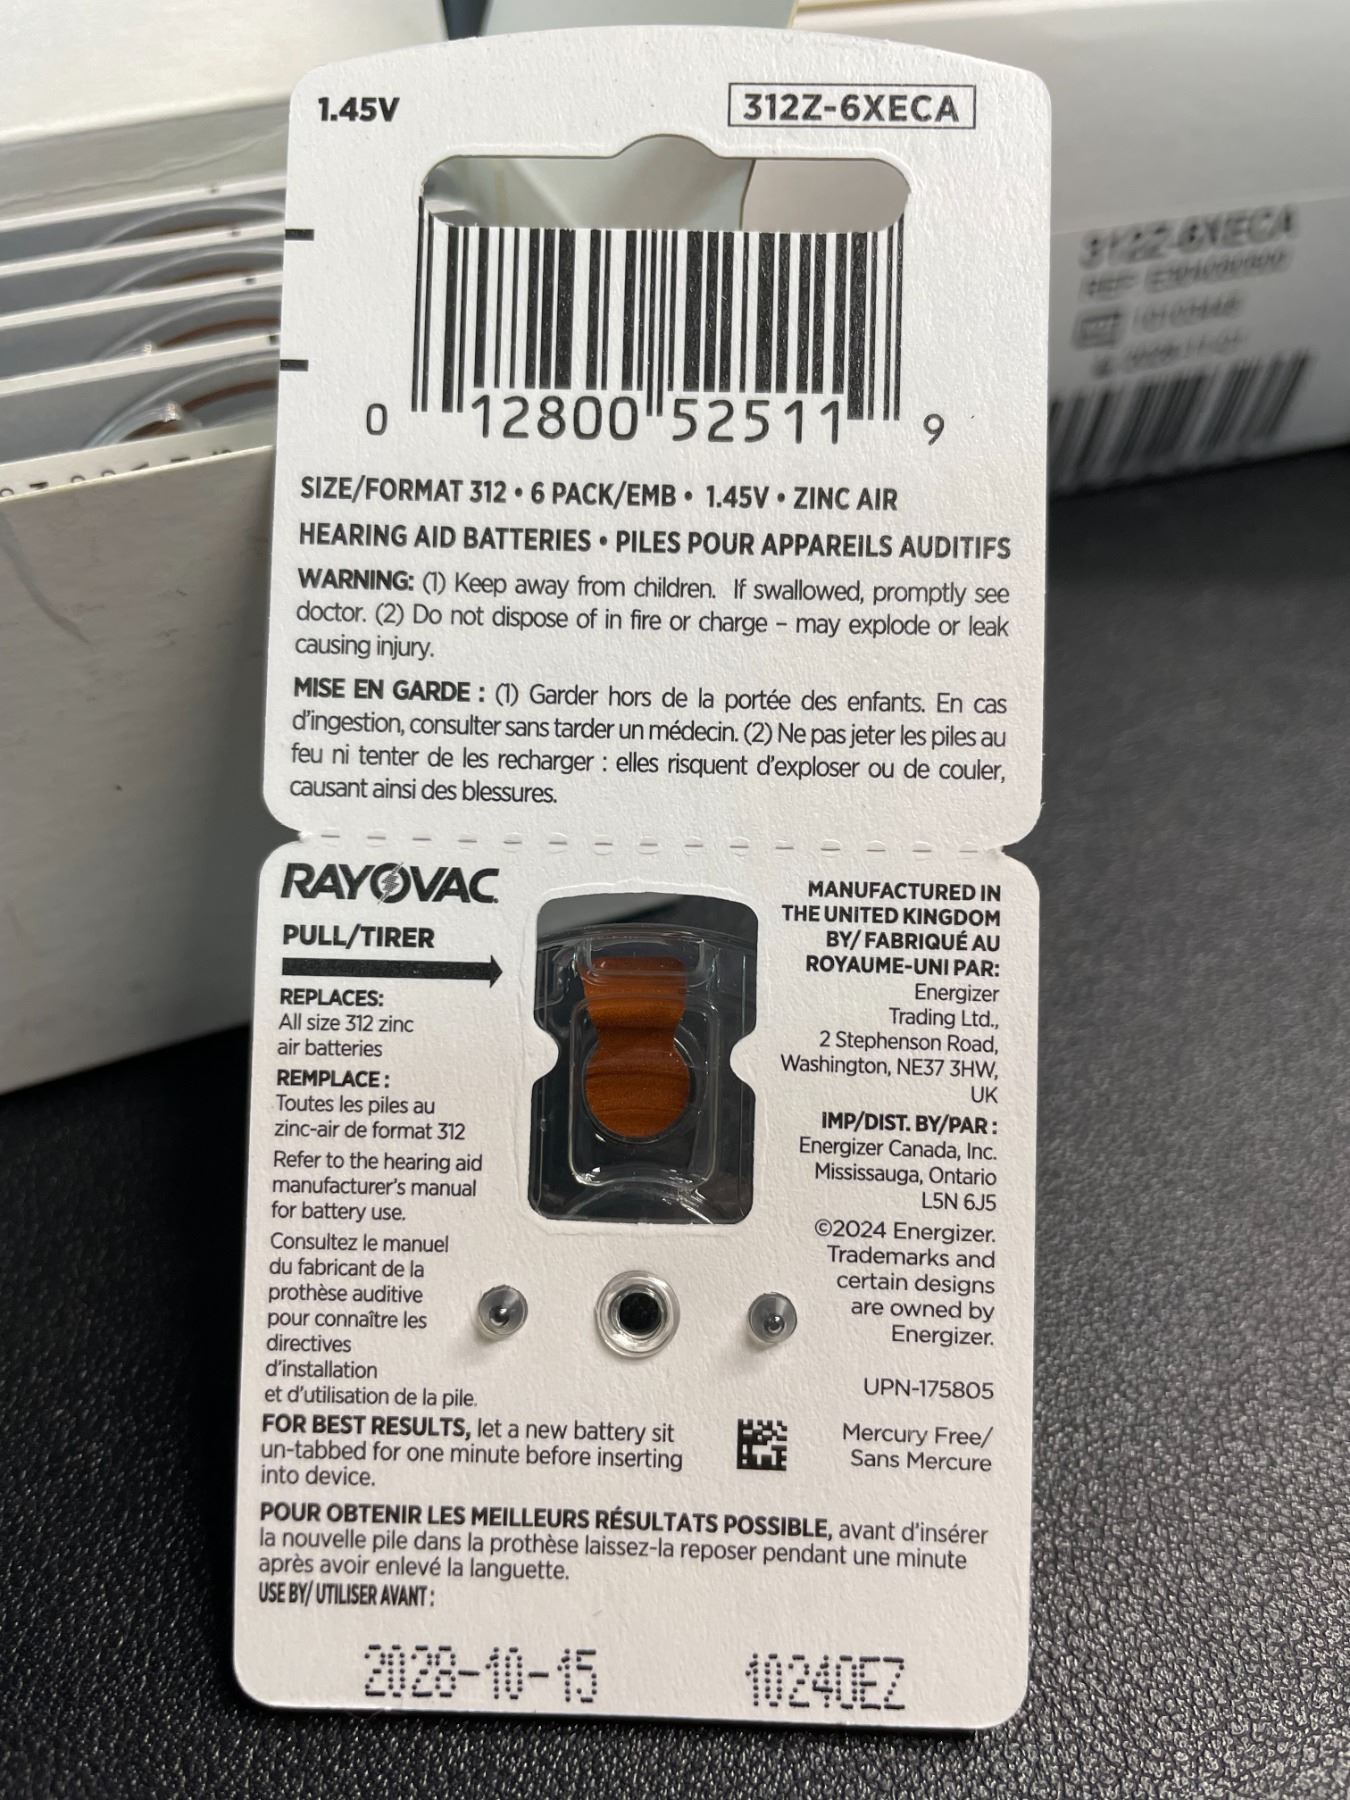 1.45V
312Z-6XECA
0 12800 52511 9
SIZE/FORMAT 312 • 6 PACK/EMB • 1.45V • ZINC AIR
HEARING AID BATTERIES • PILES POUR APPAREILS AUDITIFS
WARNING: (1) Keep away from children. If swallowed, promptly see
doctor. (2) Do not dispose of in fire or charge – may explode or leak
causing injury.
MISE EN GARDE : (1) Garder hors de la portée des enfants. En cas
d'ingestion, consulter sans tarder un médecin. (2) Ne pas jeter les piles au
feu ni tenter de les recharger : elles risquent d'exploser ou de couler,
causant ainsi des blessures.
RAYOVAC
PULL/TIRER
REPLACES:
All size 312 zinc
air batteries
REMPLACE :
Toutes les piles au
zinc-air de format 312
Refer to the hearing aid
manufacturer's manual
for battery use.
Consultez le manuel
du fabricant de la
prothèse auditive
pour connaître les
directives
d'installation
et d'utilisation de la pile.
MANUFACTURED IN
THE UNITED KINGDOM
BY/ FABRIQUÉ AU
ROYAUME-UNI PAR:
Energizer
Trading Ltd.,
2 Stephenson Road,
Washington, NE37 3HW,
UK
IMP/DIST. BY/PAR :
Energizer Canada, Inc.
Mississauga, Ontario
L5N 6J5
©2024 Energizer.
Trademarks and
certain designs
are owned by
Energizer.
UPN-175805
Mercury Free/
Sans Mercure
FOR BEST RESULTS, let a new battery sit
un-tabbed for one minute before inserting
into device.
POUR OBTENIR LES MEILLEURS RÉSULTATS POSSIBLE, avant d'insérer
la nouvelle pile dans la prothèse laissez-la reposer pendant une minute
après avoir enlevé la languette.
USE BY/ UTILISER AVANT :
2028-10-15
10240EZ
312Z-6XECA
REF